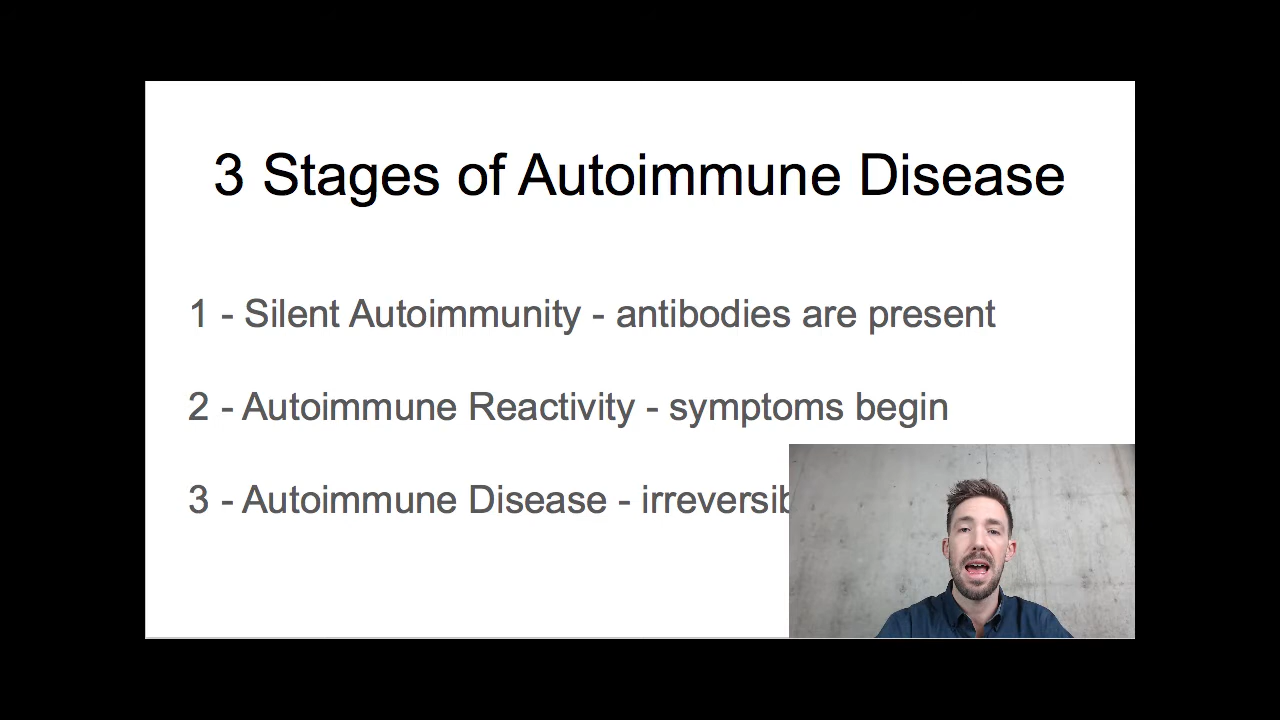 3 Stages of Autoimmune Disease
1 - Silent Autoimmunity - antibodies are present
2 - Autoimmune Reactivity - symptoms begin
3 - Autoimmune Disease -